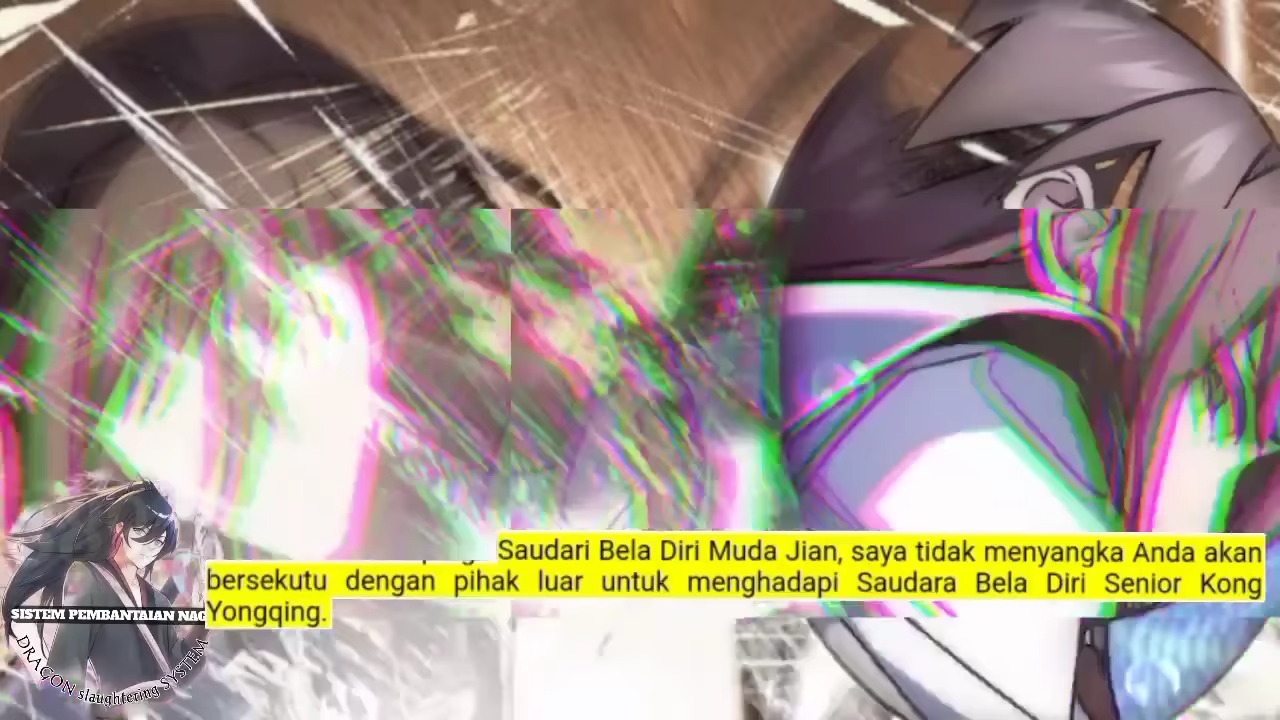 Saudari Bela Diri Muda Jian, saya tidak menyangka Anda akan
bersekutu dengan pihak luar untuk menghadapi Saudara Bela Diri Senior Kong
Yongqing.
SISTEM PEMBANTAIAN NAG
DRACON slaughtering SYSTEM